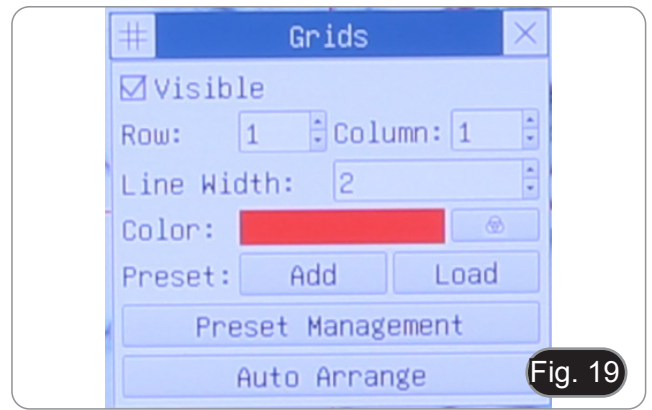 Grids
Visible
Row: 1 Column: 1
Line Width: 2
Color:
Preset: Add Load
Preset Management
Auto Arrange
Fig. 19